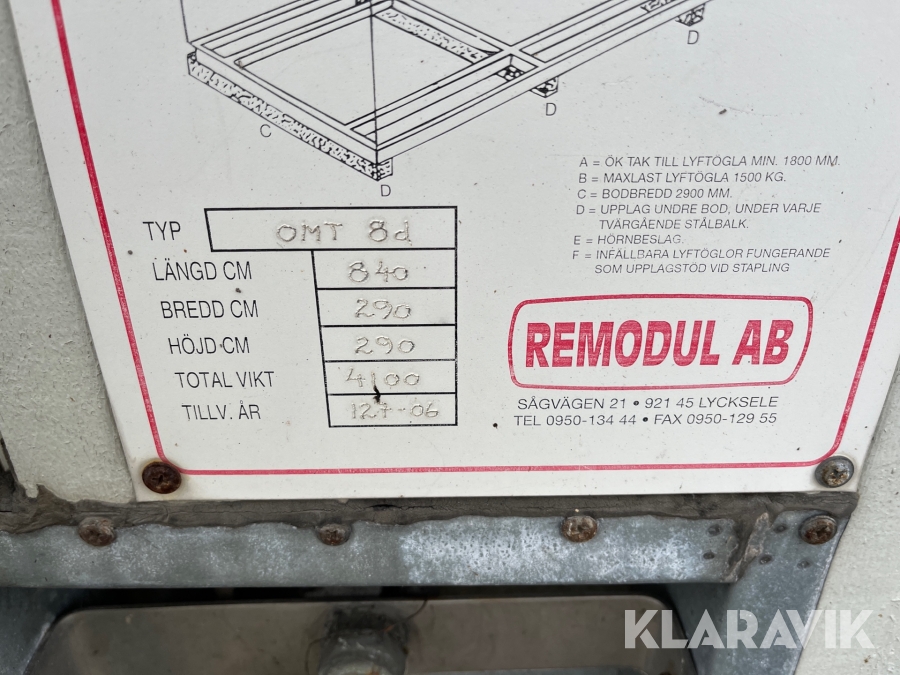 C
D
D
D
A = ÖK TAK TILL LYFTÖGLA MIN. 1800 MM.
B = MAXLAST LYFTÖGLA 1500 KG.
C = BODBREDD 2900 MM.
D = UPPLAG UNDRE BOD, UNDER VARJE
TVÄRGÅENDE STÅLBALK.
E = HÖRNBESLAG.
F = INFÄLLBARA LYFTÖGLOR FUNGERANDE
SOM UPPLAGSTÖD VID STAPLING
TYP OMT 8d
LÄNGD CM 840
BREDD CM 290
HÖJD CM 290
TOTAL VIKT 4100
TILLV. ÅR 127-06
REMODUL AB
SÅGVÄGEN 21 • 921 45 LYCKSELE
TEL 0950-134 44 • FAX 0950-129 55
KLARAVIK